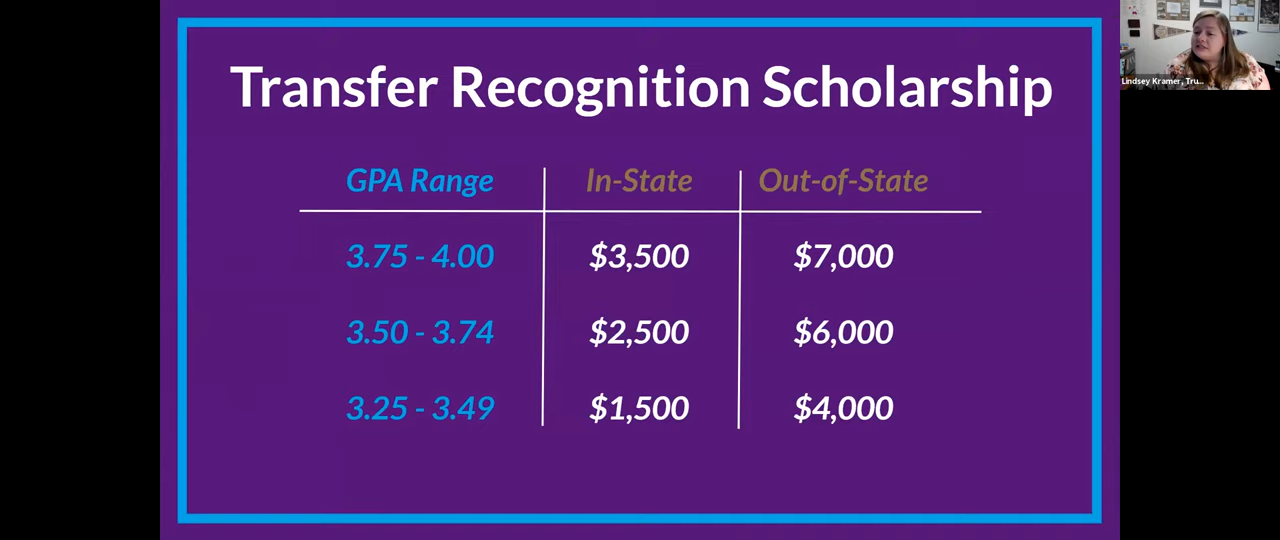 Transfer Recognition Scholarship
GPA Range In-State Out-of-State
3.75 - 4.00 $3,500 $7,000
3.50 - 3.74 $2,500 $6,000
3.25 - 3.49 $1,500 $4,000
Lindsey Kramer, Tru...